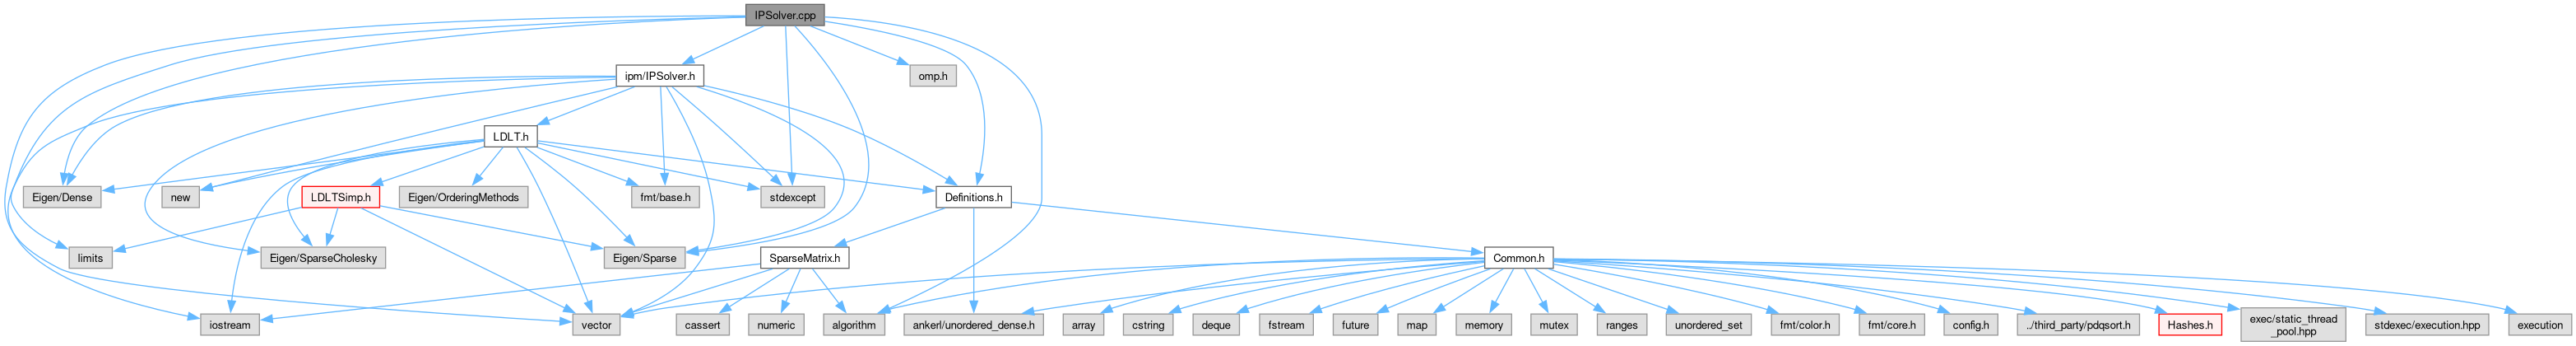 IPSolver.cpp
ipm/IPSolver.h
omp.h
LDLT.h
Eigen/Dense
new
LDLTSimp.h
Eigen/OrderingMethods
fmt/base.h
stdexcept
Definitions.h
limits
Eigen/SparseCholesky
Eigen/Sparse
SparseMatrix.h
Common.h
iostream
vector
cassert
numeric
algorithm
ankerl/unordered_dense.h
array
cstring
deque
fstream
future
map
memory
mutex
ranges
unordered_set
fmt/color.h
fmt/core.h
config.h
../third_party/pdqsort.h
Hashes.h
exec/static_thread
_pool.hpp
stdexec/execution.hpp
execution